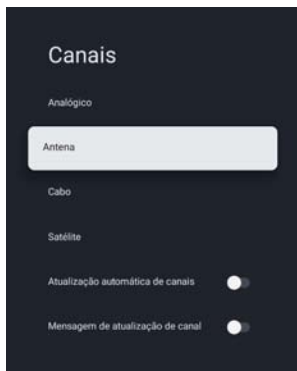 Canais
Analógico
Antena
Cabo
Satélite
Atualização automática de canais
Mensagem de atualização de canal